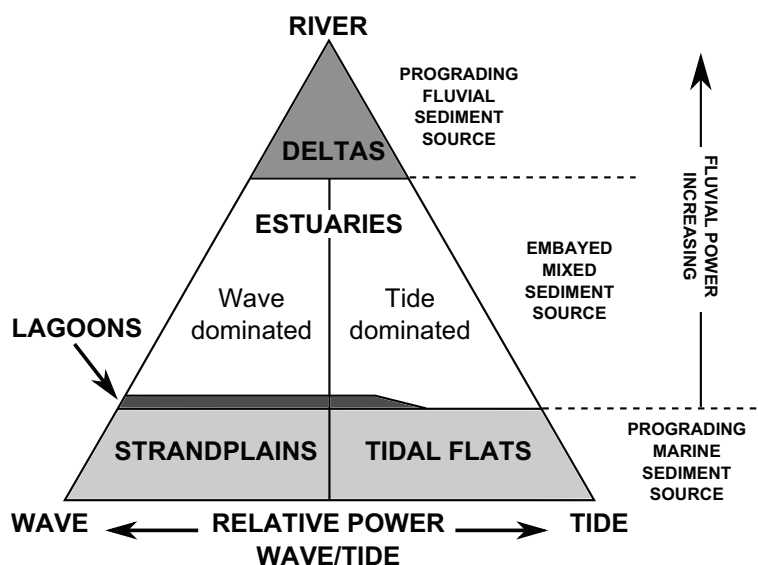 RIVER
PROGRADING
FLUVIAL
SEDIMENT
SOURCE
DELTAS
FLUVIAL POWER
INCREASING
ESTUARIES
EMBAYED
MIXED
SEDIMENT
SOURCE
Wave
dominated
Tide
dominated
LAGOONS
STRANDPLAINS
TIDAL FLATS
PROGRADING
MARINE
SEDIMENT
SOURCE
WAVE
RELATIVE POWER
WAVE/TIDE
TIDE